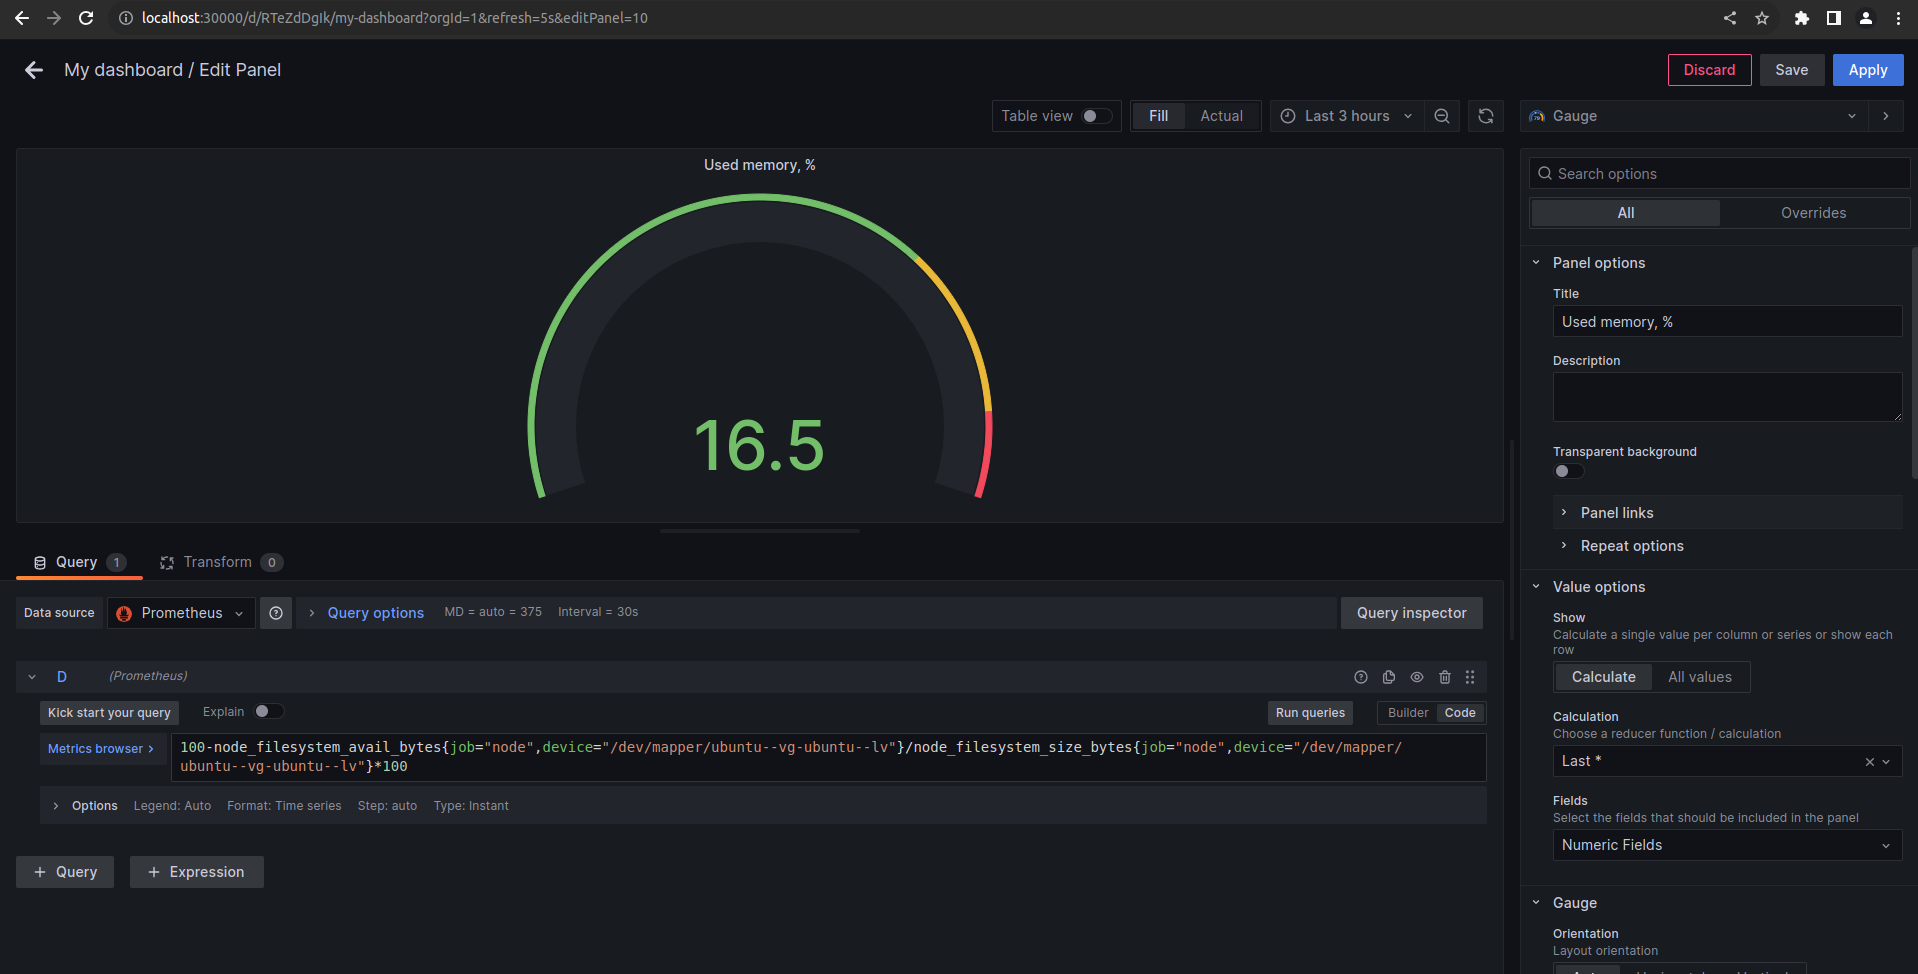 localhost:30000/d/RTeZdDgIk/my-dashboard?orgId=1&refresh=5s&editPanel=10
My dashboard / Edit Panel
Discard
Save
Apply
Table view
Fill
Actual
Last 3 hours
Gauge
Used memory, %
16.5
Search options
All
Overrides
Panel options
Title
Used memory, %
Description
Transparent background
Panel links
Repeat options
Query 1
Transform 0
Data source
Prometheus
Query options
MD = auto = 375
Interval = 30s
Query inspector
D
(Prometheus)
Kick start your query
Explain
Run queries
Builder
Code
Metrics browser >
100-node_filesystem_avail_bytes{job="node",device="/dev/mapper/ubuntu--vg-ubuntu--lv"}/node_filesystem_size_bytes{job="node",device="/dev/mapper/
ubuntu--vg-ubuntu--lv"}*100
Options
Legend: Auto
Format: Time series
Step: auto
Type: Instant
+ Query
+ Expression
Value options
Show
Calculate a single value per column or series or show each
row
Calculate
All values
Calculation
Choose a reducer function / calculation
Last *
Fields
Select the fields that should be included in the panel
Numeric Fields
Gauge
Orientation
Layout orientation